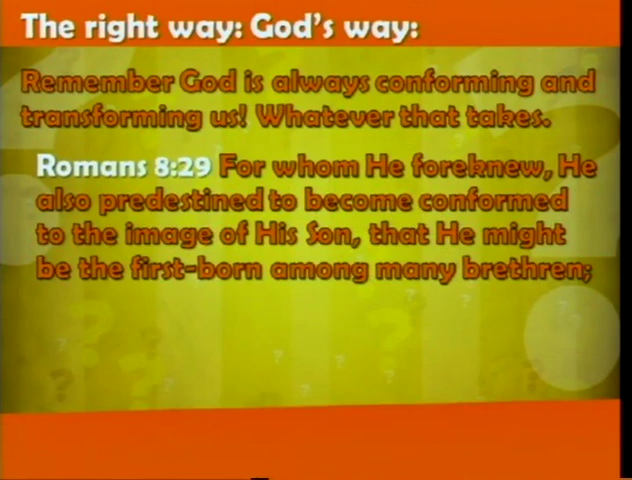 The right way: God's way:
Remember God is always conforming and
transforming us! Whatever that takes.
Romans 8:29 For whom He foreknew, He
also predestined to become conformed
to the image of His Son, that He might
be the first-born among many brethren;